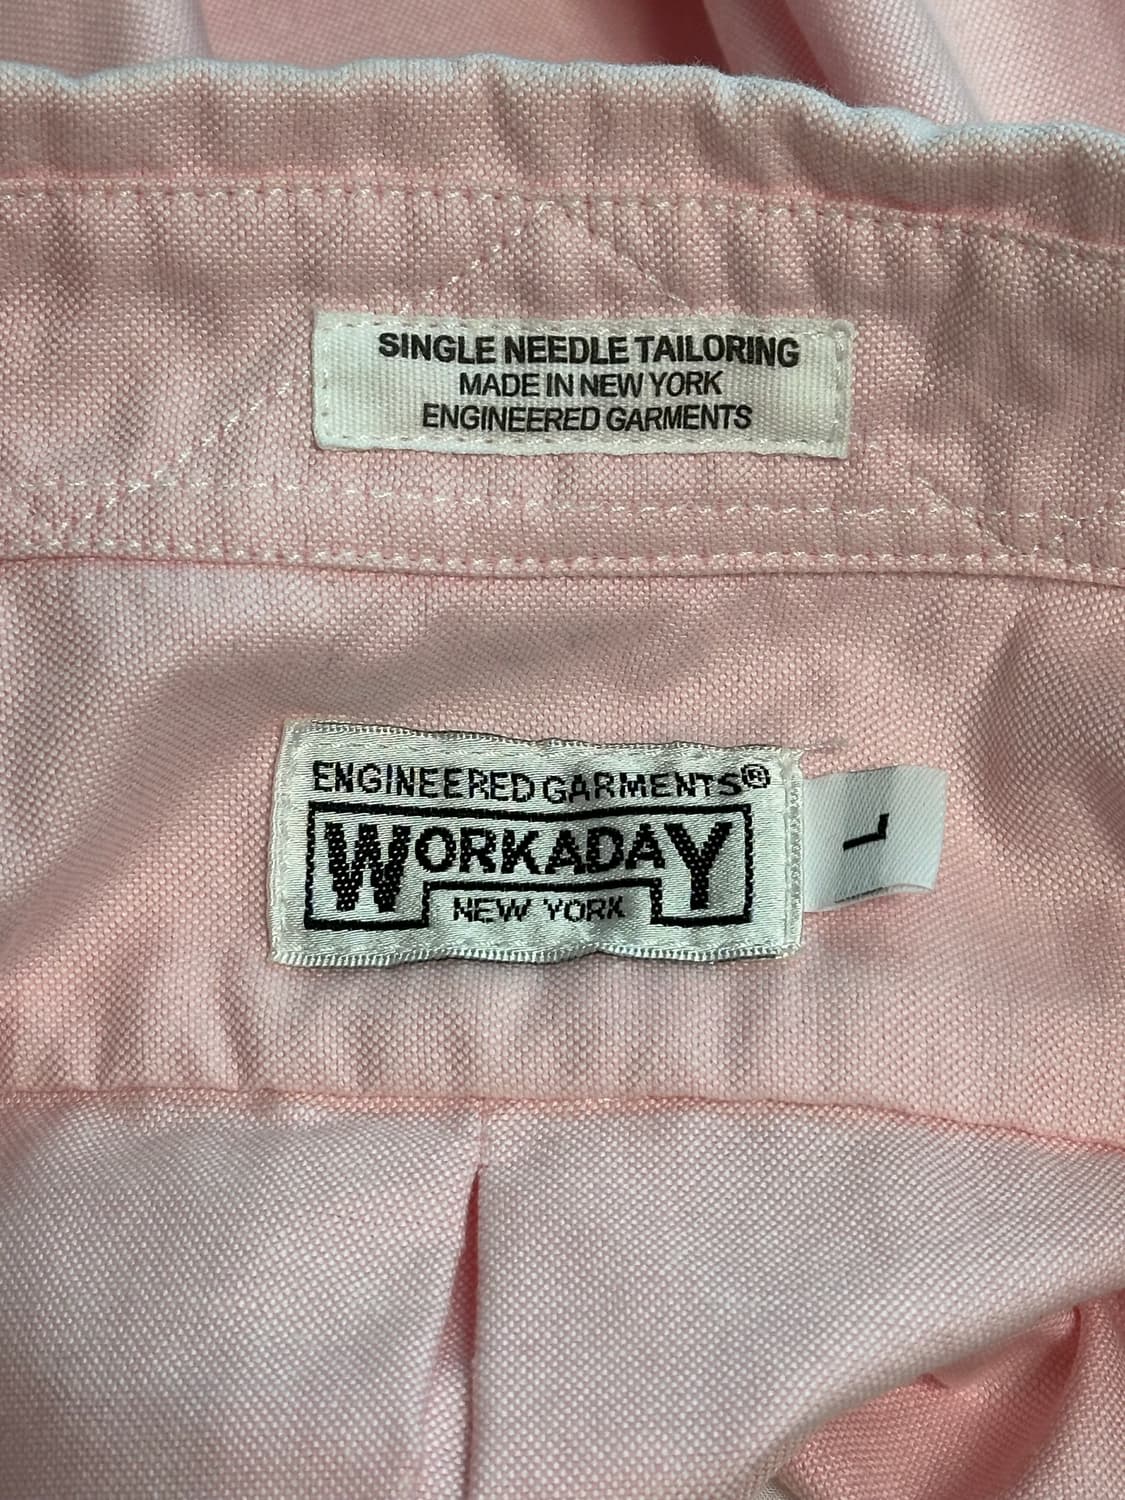 SINGLE NEEDLE TAILORING
MADE IN NEW YORK
ENGINEERED GARMENTS
ENGINEERED GARMENTS®
WORKADAY
NEW YORK
L